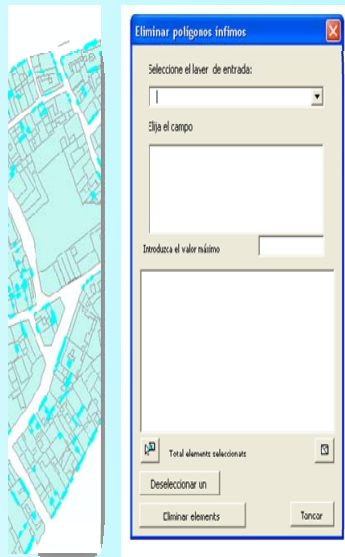 Eliminar polígonos ínfimos
Seleccione el layer de entrada:
Elija el campo
Introduzca el valor máximo
Total elements seleccionats
Deseleccionar un
Eliminar elements
Tancar